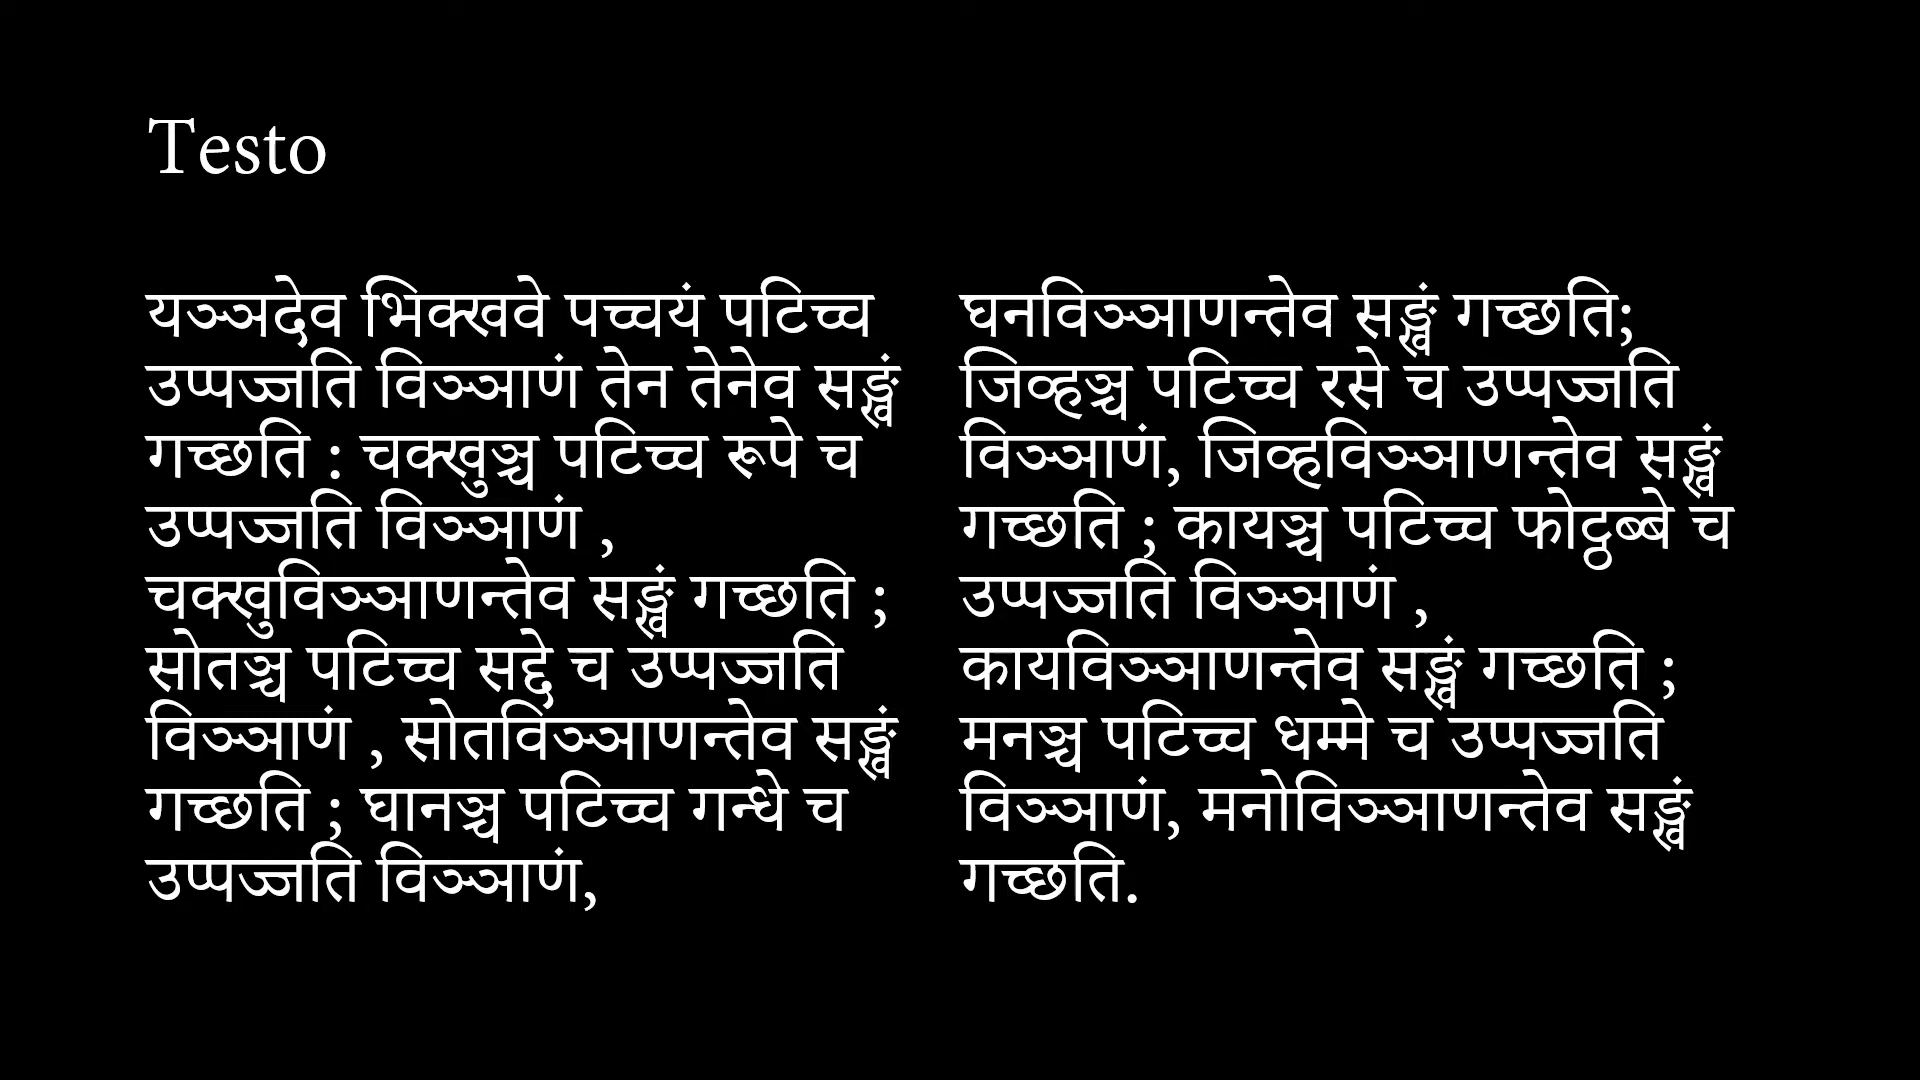 Testo
यञ्ञदेव भिक्खवे पच्चयं पटिच्च
उप्पज्जति विञ्ञाणं तेन तेनेव सङ्खं
गच्छति : चक्खुञ्च पटिच्च रूपे च
उप्पज्जति विञ्ञाणं ,
चक्खुविञ्ञाणन्तेव सङ्खं गच्छति ;
सोतञ्च पटिच्च सद्दे च उप्पज्जति
विञ्ञाणं , सोतविञ्ञाणन्तेव सङ्खं
गच्छति ; घानञ्च पटिच्च गन्धे च
उप्पज्जति विञ्ञाणं,
घनविञ्ञाणन्तेव सङ्खं गच्छति;
जिव्हञ्च पटिच्च रसे च उप्पज्जति
विञ्ञाणं, जिव्हविञ्ञाणन्तेव सङ्खं
गच्छति ; कायञ्च पटिच्च फोट्ठब्बे च
उप्पज्जति विञ्ञाणं ,
कायविञ्ञाणन्तेव सङ्खं गच्छति ;
मनञ्च पटिच्च धम्मे च उप्पज्जति
विञ्ञाणं, मनोविञ्ञाणन्तेव सङ्खं
गच्छति.